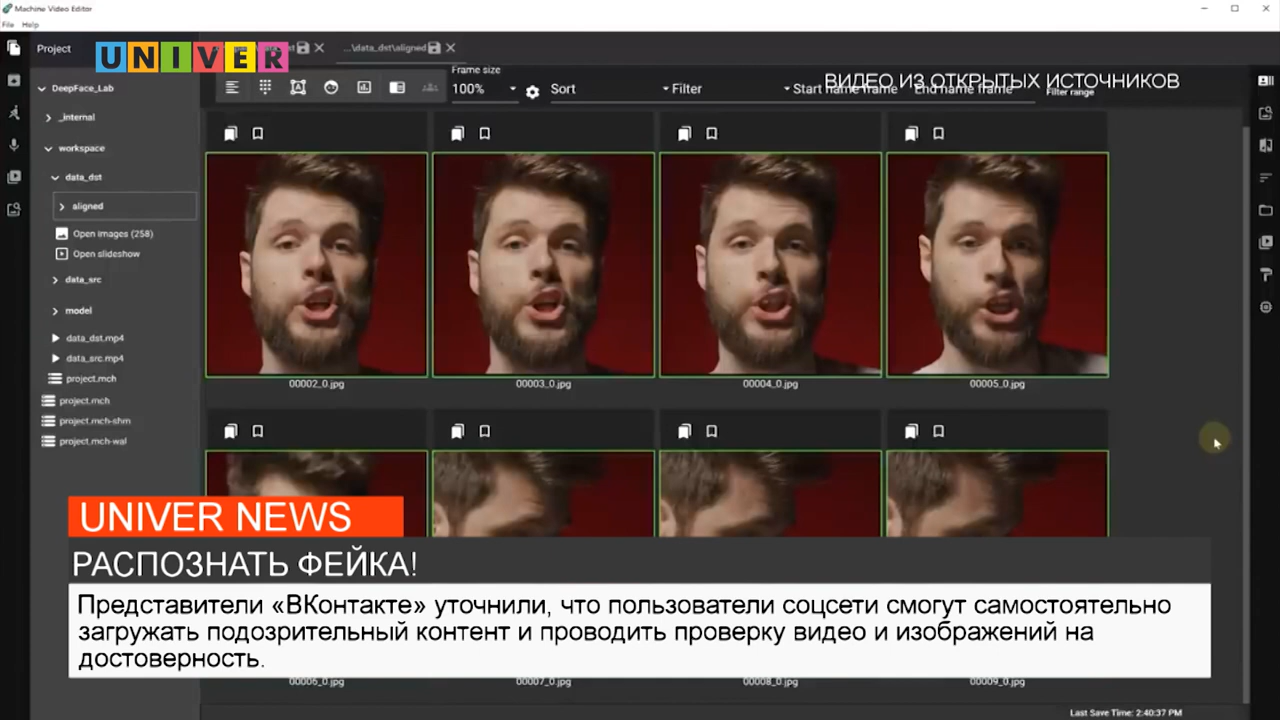 Machine Video Editor
File Help
Project
UNIVER
...\data_dst\aligned
ВИДЕО ИЗ ОТКРЫТЫХ ИСТОЧНИКОВ
Frame size
100%
Sort
Filter
Start name frame
End name frame
Filter range
DeepFace_Lab
_internal
workspace
data_dst
aligned
Open images (258)
Open slideshow
data_src
model
data_dst.mp4
data_src.mp4
project.mch
project.mch
project.mch-shm
project.mch-wal
00002_0.jpg 00003_0.jpg 00004_0.jpg 00005_0.jpg
UNIVER NEWS
РАСПОЗНАТЬ ФЕЙКА!
Представители «ВКонтакте» уточнили, что пользователи соцсети смогут самостоятельно
загружать подозрительный контент и проводить проверку видео и изображений на
достоверность.
00006_0.jpg 00007_0.jpg 00008_0.jpg 00009_0.jpg
Last Save Time: 2:40:37 PM